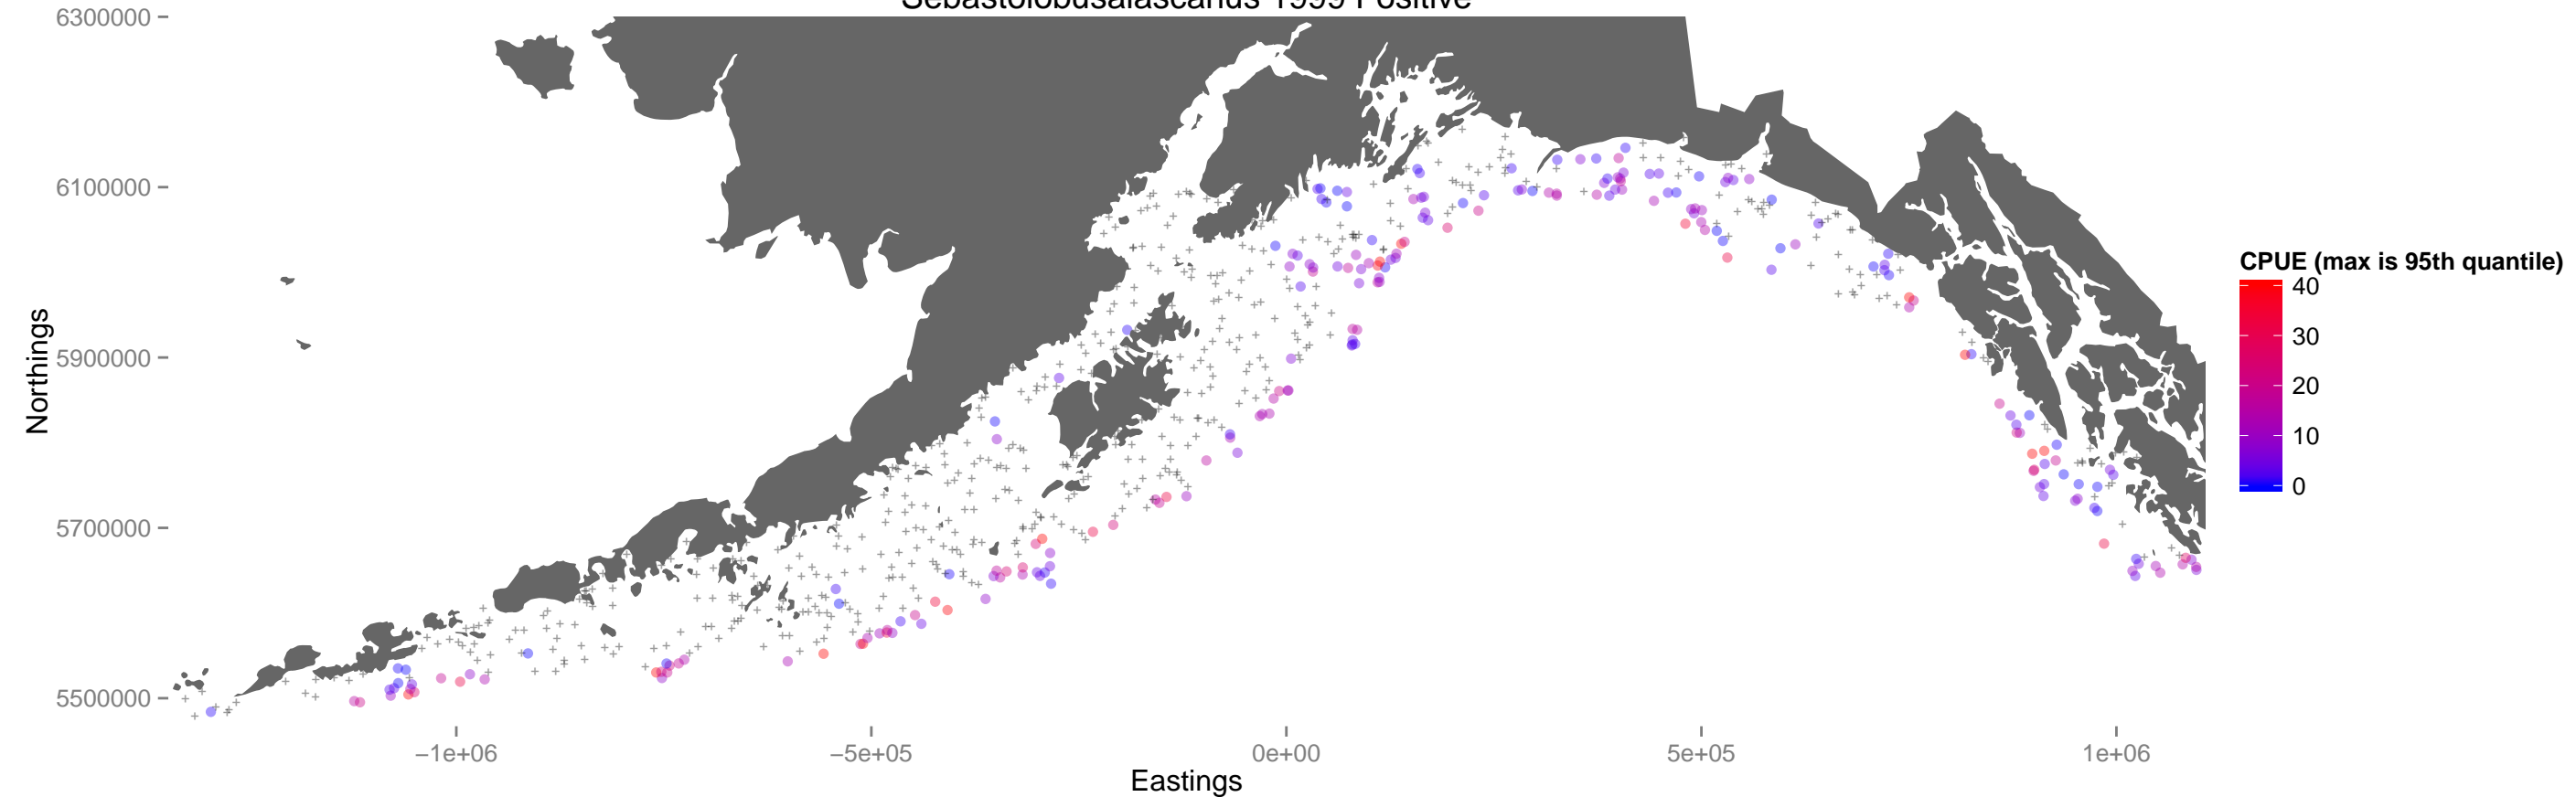 Sebastolobusalascanus 1999 Positive
6300000
6100000
5900000
5700000
5500000
Northings
−1e+06
−5e+05
0e+00
5e+05
1e+06
Eastings
CPUE (max is 95th quantile)
40
30
20
10
0